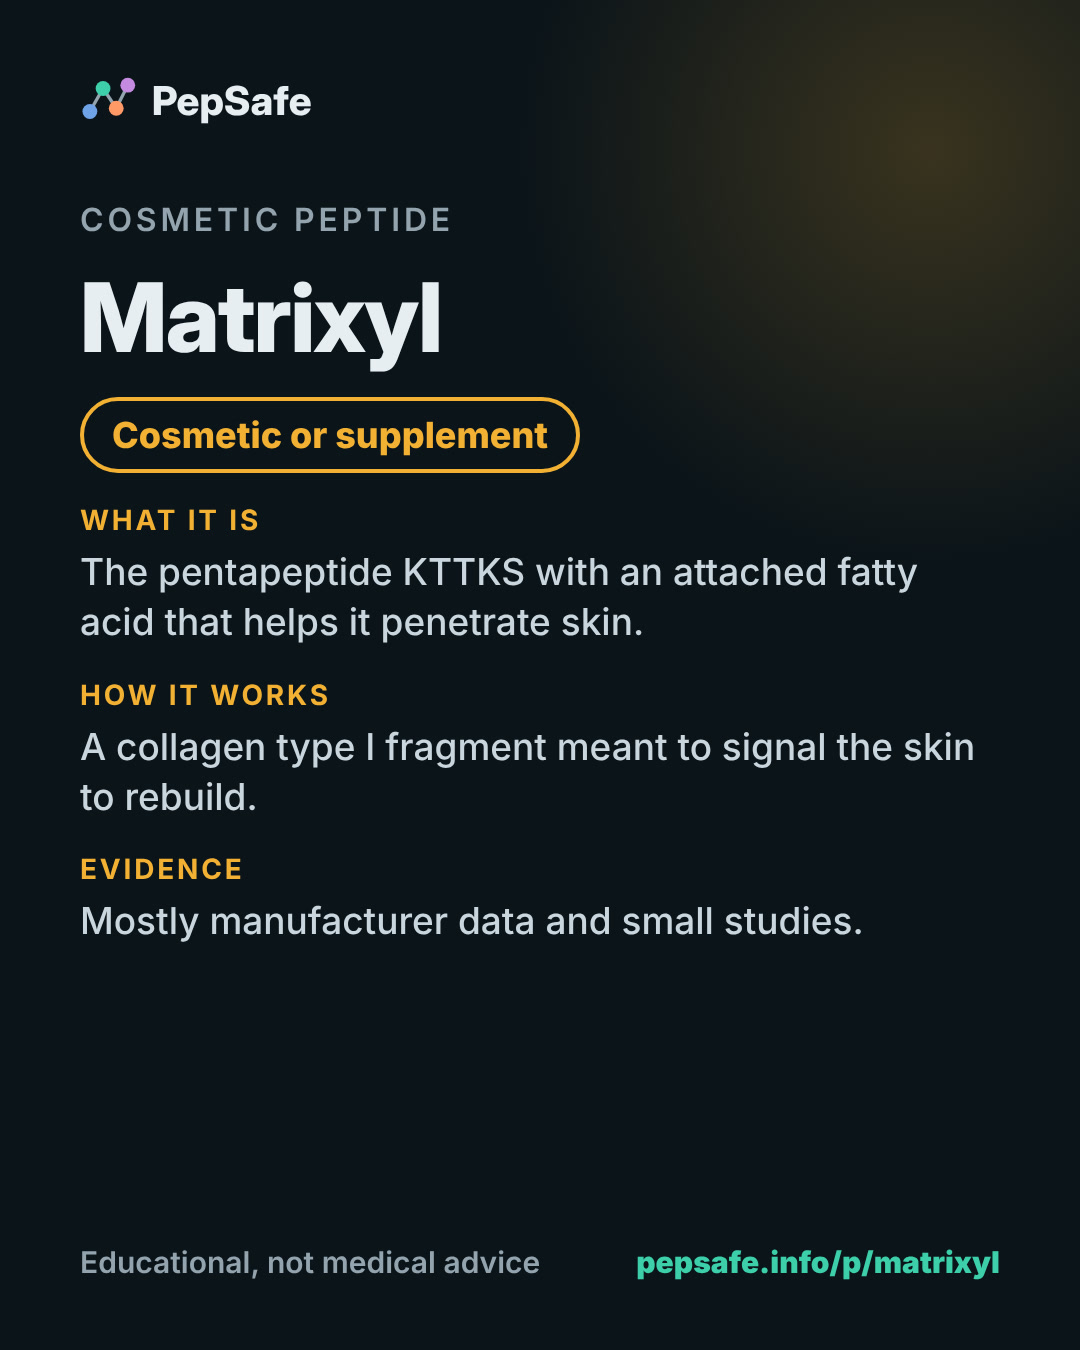 PepSafe
COSMETIC PEPTIDE
Matrixyl
Cosmetic or supplement
WHAT IT IS
The pentapeptide KTTKS with an attached fatty
acid that helps it penetrate skin.
HOW IT WORKS
A collagen type I fragment meant to signal the skin
to rebuild.
EVIDENCE
Mostly manufacturer data and small studies.
Educational, not medical advice
pepsafe.info/p/matrixyl